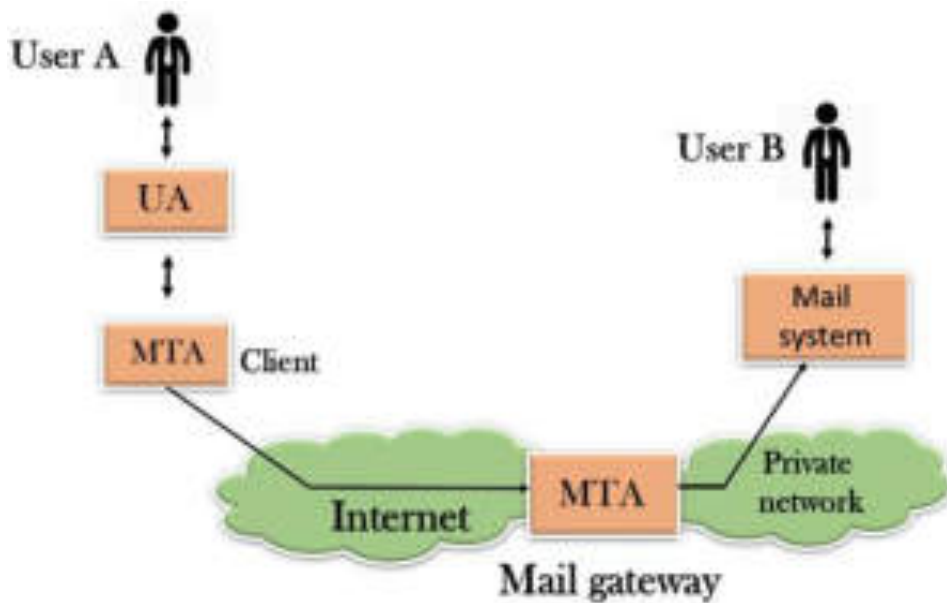 User A
User B
UA
Mail
system
MTA
Client
Private
network
MTA
Internet
Mail gateway